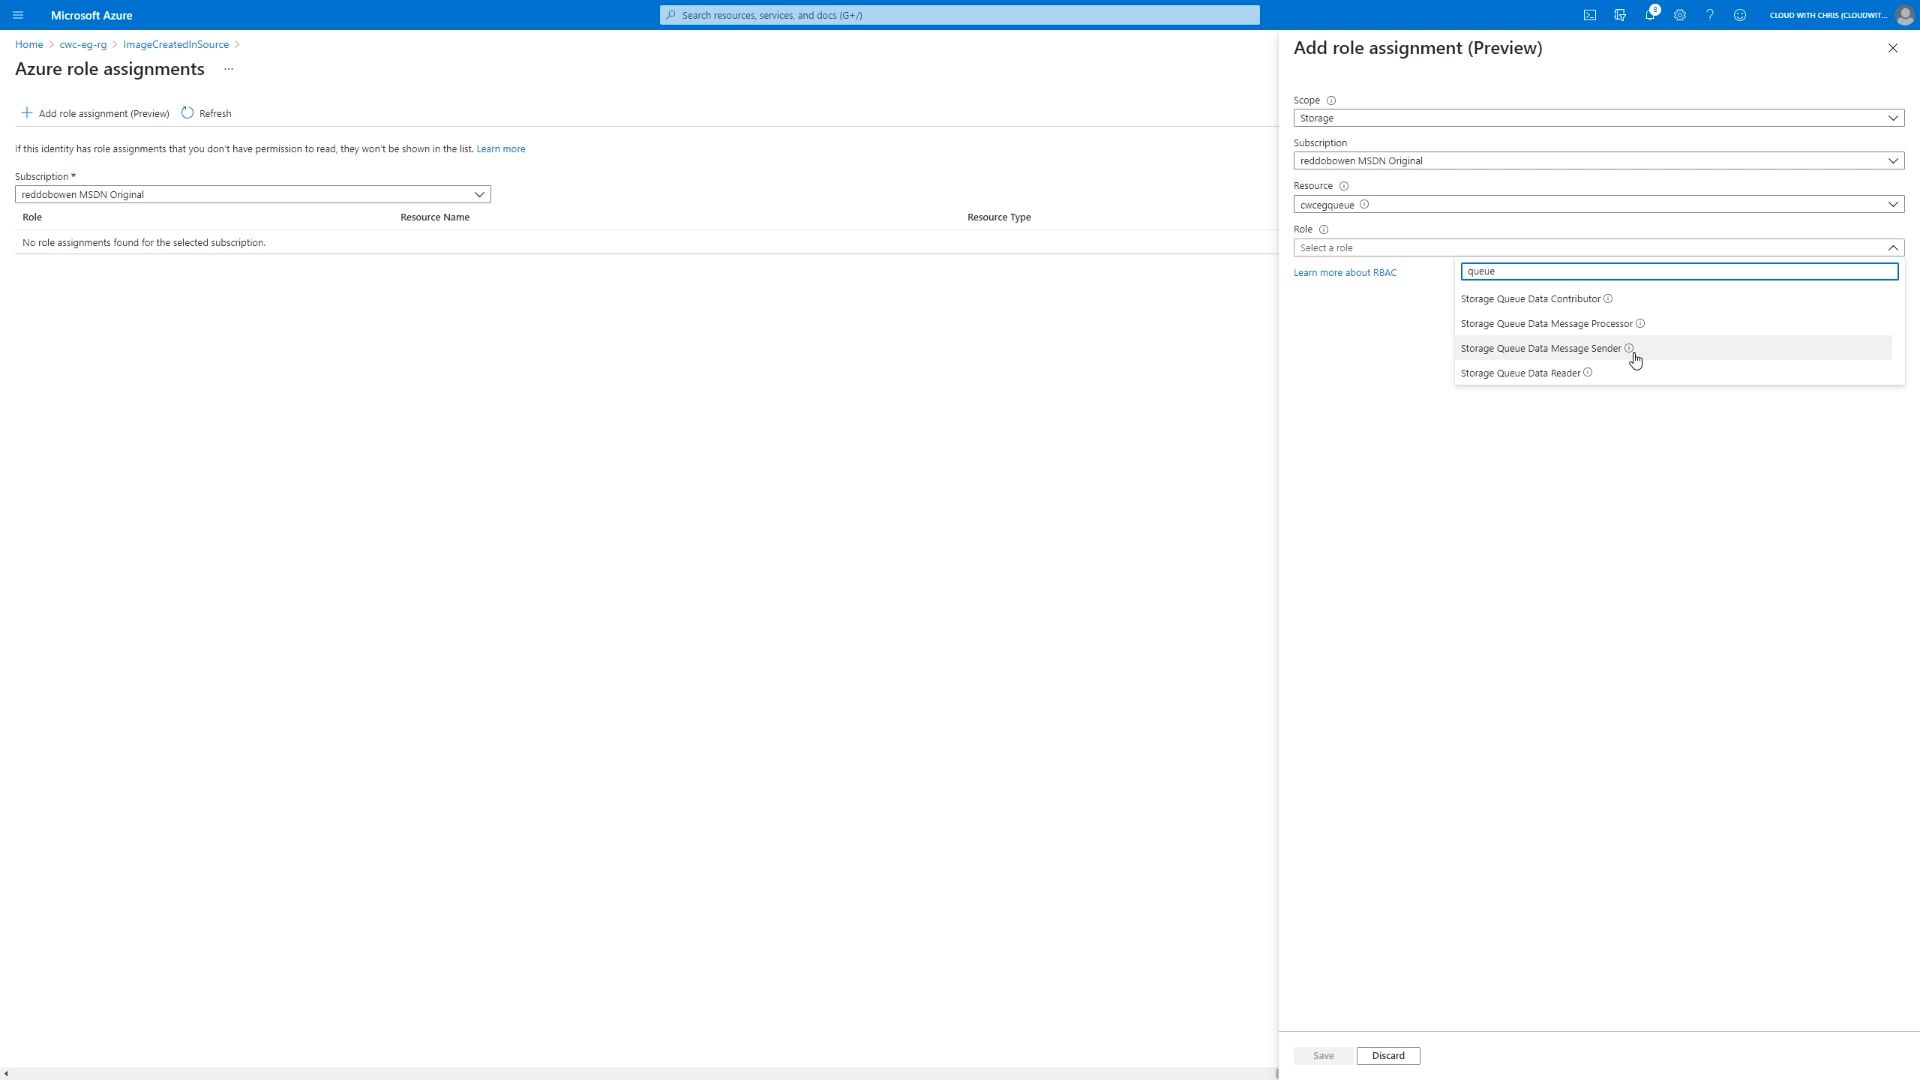 Microsoft Azure
Search resources, services, and docs (G+/)
8
CLOUD WITH CHRIS (CLOUDWIT...
Home > cwc-eg-rg > ImageCreatedInSource >
Azure role assignments ...
Add role assignment (Preview) Refresh
If this identity has role assignments that you don't have permission to read, they won't be shown in the list. Learn more
Subscription *
reddobowen MSDN Original
Role Resource Name Resource Type
No role assignments found for the selected subscription.
Add role assignment (Preview)
Scope
Storage
Subscription
reddobowen MSDN Original
Resource
cwcegqueue
Role
Select a role
Learn more about RBAC
queue
Storage Queue Data Contributor
Storage Queue Data Message Processor
Storage Queue Data Message Sender
Storage Queue Data Reader
Save Discard